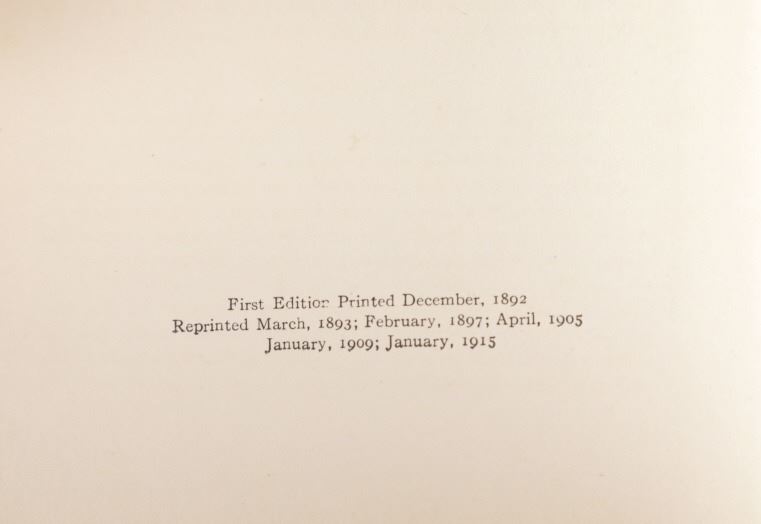 First Edition Printed December, 1892
Reprinted March, 1893; February, 1897; April, 1905
January, 1909; January, 1915